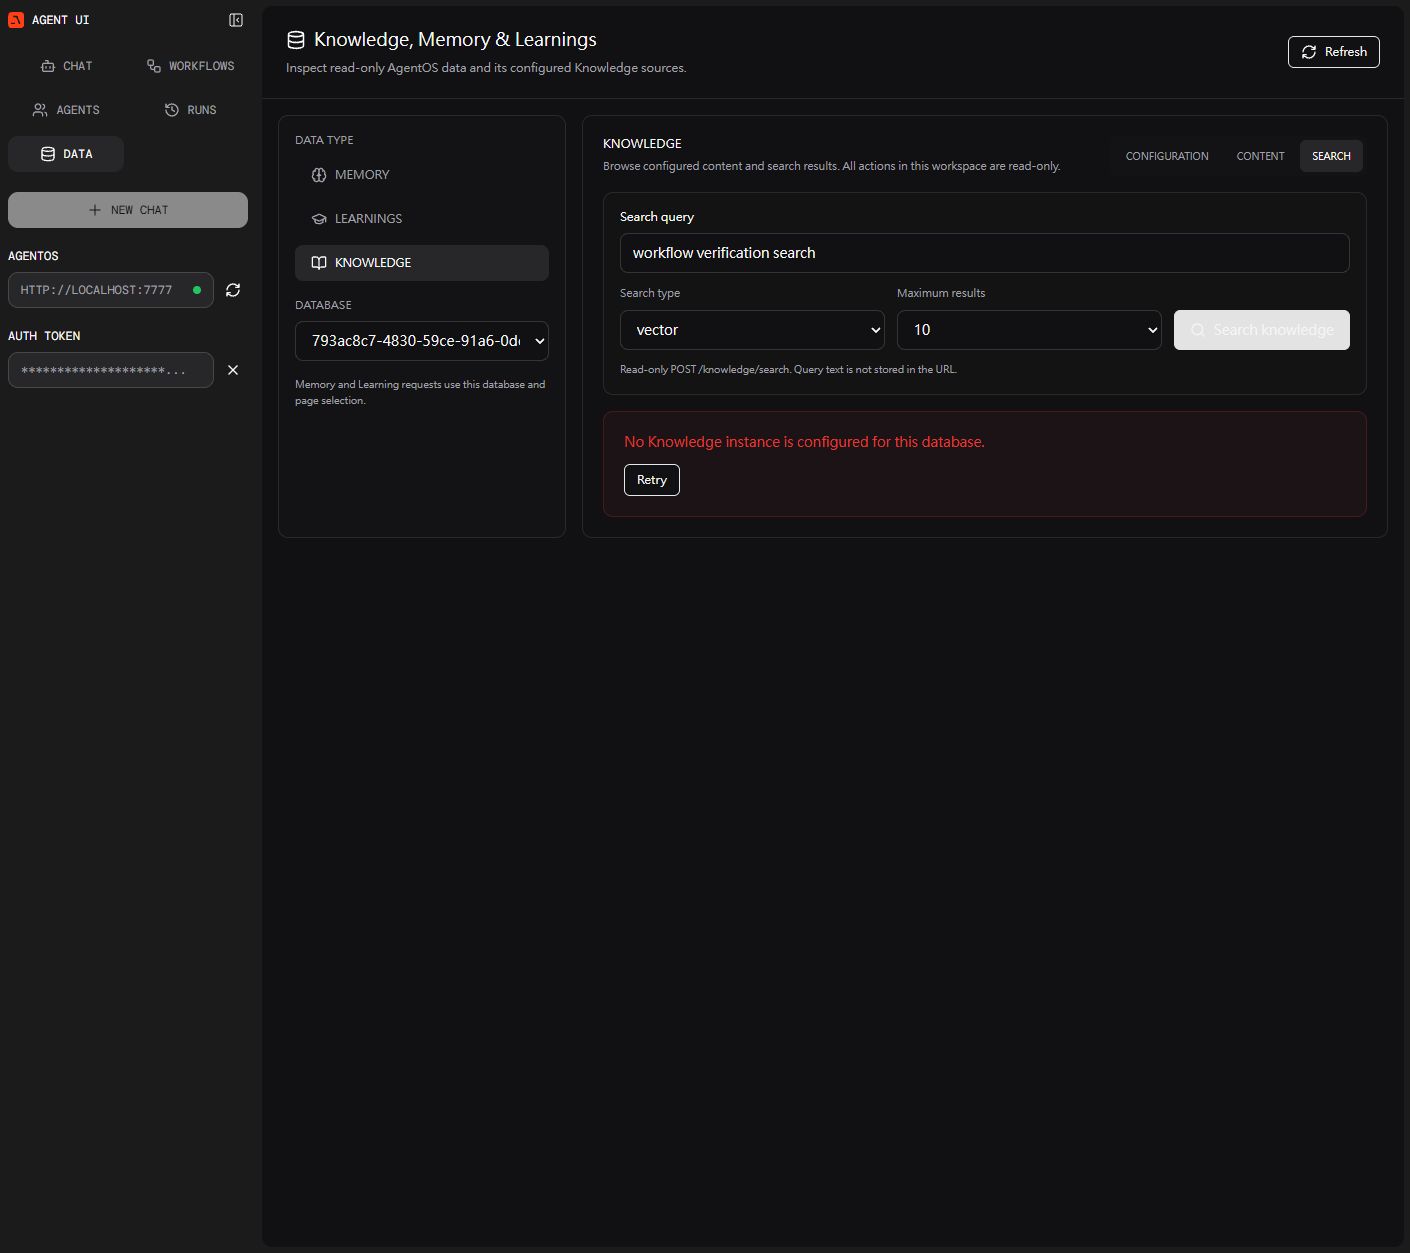 AGENT UI
CHAT
WORKFLOWS
AGENTS
RUNS
DATA
NEW CHAT
AGENTOS
HTTP://LOCALHOST:7777
AUTH TOKEN
********************...
Knowledge, Memory & Learnings
Inspect read-only AgentOS data and its configured Knowledge sources.
Refresh
DATA TYPE
MEMORY
LEARNINGS
KNOWLEDGE
DATABASE
793ac8c7-4830-59ce-91a6-0d
Memory and Learning requests use this database and
page selection.
KNOWLEDGE
Browse configured content and search results. All actions in this workspace are read-only.
CONFIGURATION
CONTENT
SEARCH
Search query
workflow verification search
Search type
Maximum results
vector
10
Search knowledge
Read-only POST /knowledge/search. Query text is not stored in the URL.
No Knowledge instance is configured for this database.
Retry